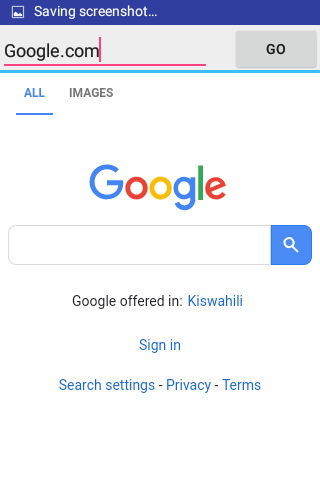 Saving screenshot...
Google.com
GO
ALL
IMAGES
Google
Google offered in: Kiswahili
Sign in
Search settings - Privacy - Terms